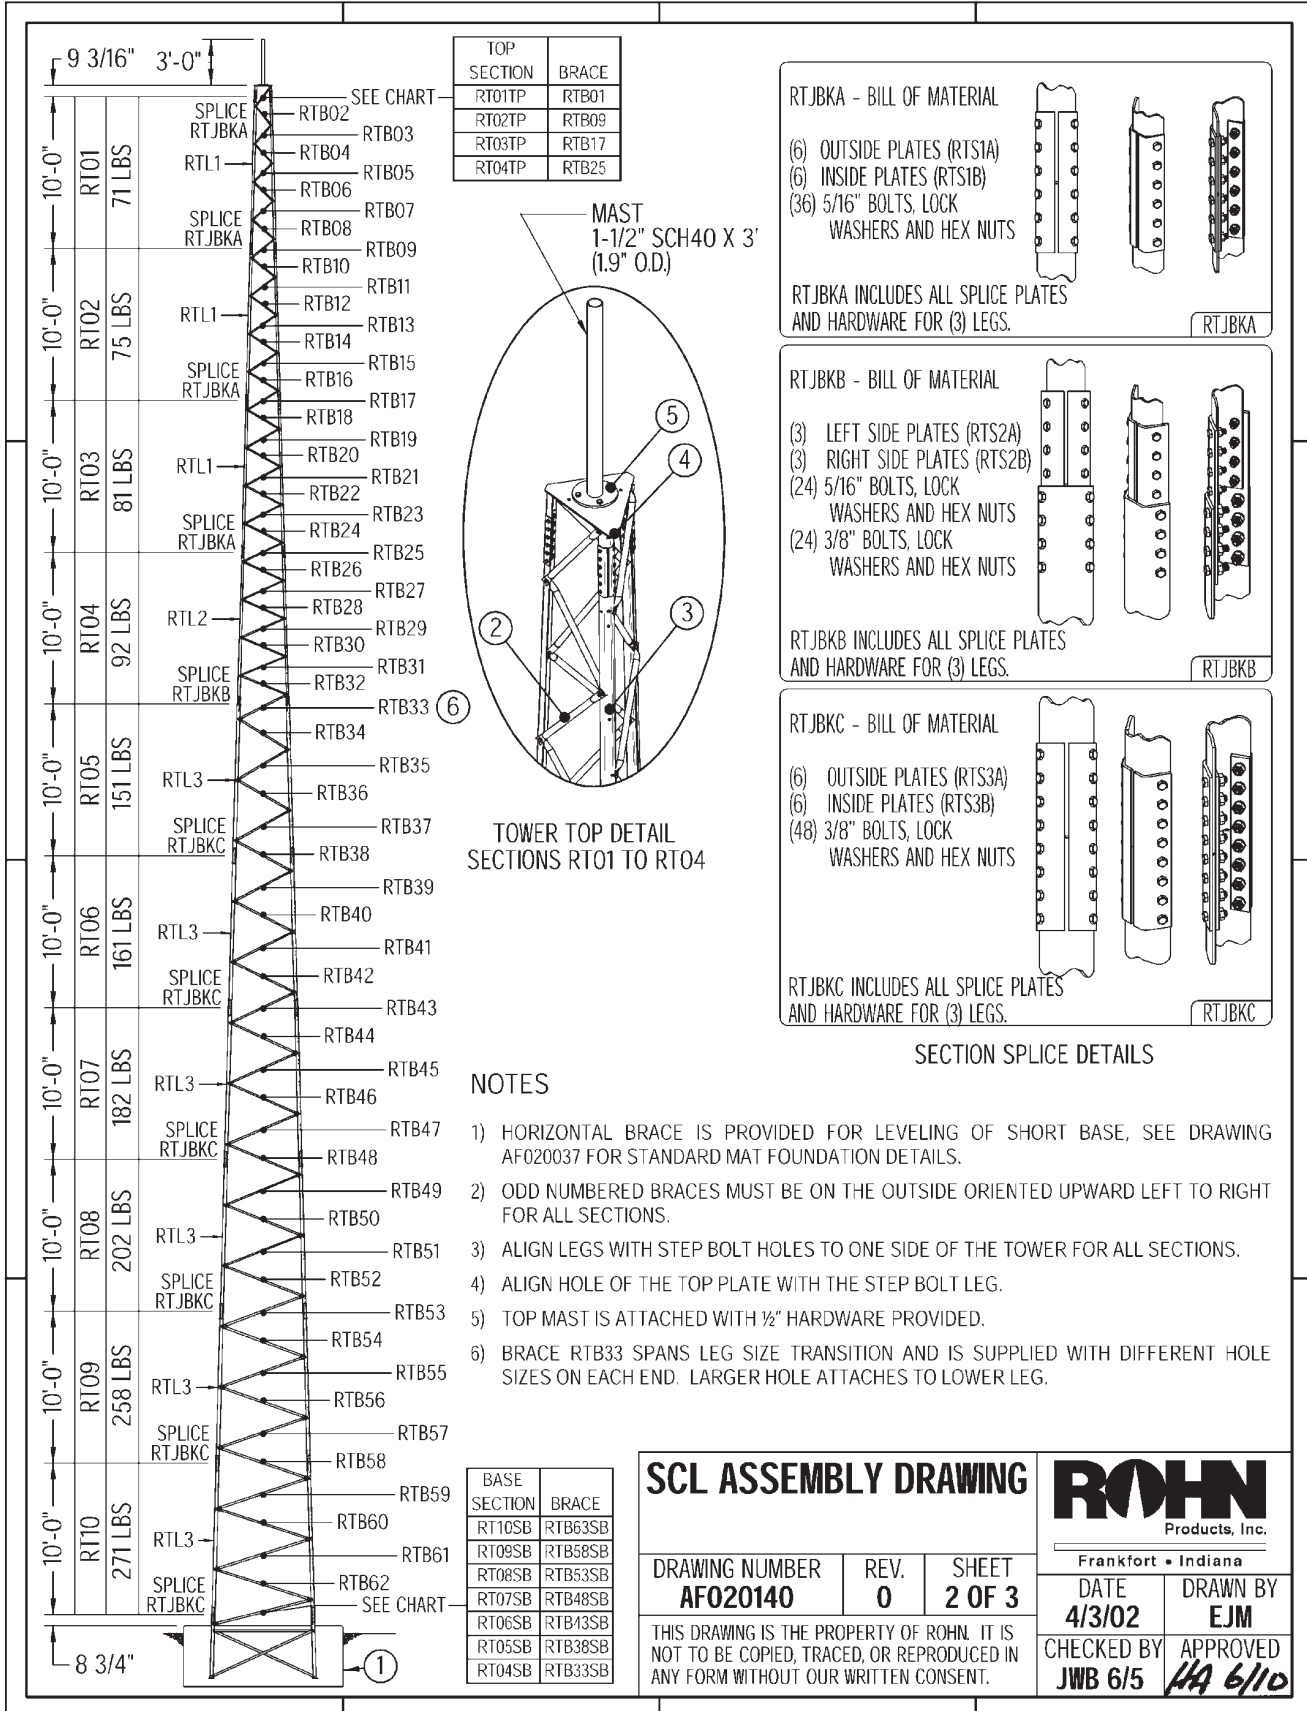 9 3/16"
3'-0"
SEE CHART
SPLICE
RTJBKA
RTB02
RTB03
RTB04
RTL1
RTB05
RTB06
RTB07
SPLICE
RTJBKA
RTB08
RTB09
10'-0"
RT01
71 LBS
RTB10
RTB11
RTB12
RTL1
RTB13
RTB14
RTB15
SPLICE
RTJBKA
RTB16
RTB17
10'-0"
RT02
75 LBS
RTB18
RTB19
RTB20
RTL1
RTB21
RTB22
RTB23
SPLICE
RTJBKA
RTB24
RTB25
10'-0"
RT03
81 LBS
RTB26
RTB27
RTB28
RTL2
RTB29
RTB30
RTB31
SPLICE
RTJBKB
RTB32
RTB33 6
10'-0"
RT04
92 LBS
RTB34
RTB35
RTL3
RTB36
RTB37
SPLICE
RTJBKC
RTB38
10'-0"
RT05
151 LBS
RTB39
RTB40
RTL3
RTB41
RTB42
SPLICE
RTJBKC
RTB43
10'-0"
RT06
161 LBS
RTB44
RTB45
RTL3
RTB46
RTB47
SPLICE
RTJBKC
RTB48
10'-0"
RT07
182 LBS
RTB49
RTB50
RTL3
RTB51
RTB52
SPLICE
RTJBKC
RTB53
10'-0"
RT08
202 LBS
RTB54
RTB55
RTL3
RTB56
RTB57
SPLICE
RTJBKC
RTB58
10'-0"
RT09
258 LBS
RTB59
RTB60
RTL3
RTB61
RTB62
SPLICE
RTJBKC
SEE CHART
10'-0"
RT10
271 LBS
8 3/4"
1
TOP
SECTION BRACE
RT01TP RTB01
RT02TP RTB09
RT03TP RTB17
RT04TP RTB25
MAST
1-1/2" SCH40 X 3'
(1.9" O.D.)
5
4
3
2
TOWER TOP DETAIL
SECTIONS RT01 TO RT04
RTJBKA - BILL OF MATERIAL
(6) OUTSIDE PLATES (RTS1A)
(6) INSIDE PLATES (RTS1B)
(36) 5/16" BOLTS, LOCK
WASHERS AND HEX NUTS
RTJBKA INCLUDES ALL SPLICE PLATES
AND HARDWARE FOR (3) LEGS.
RTJBKA
RTJBKB - BILL OF MATERIAL
(3) LEFT SIDE PLATES (RTS2A)
(3) RIGHT SIDE PLATES (RTS2B)
(24) 5/16" BOLTS, LOCK
WASHERS AND HEX NUTS
(24) 3/8" BOLTS, LOCK
WASHERS AND HEX NUTS
RTJBKB INCLUDES ALL SPLICE PLATES
AND HARDWARE FOR (3) LEGS.
RTJBKB
RTJBKC - BILL OF MATERIAL
(6) OUTSIDE PLATES (RTS3A)
(6) INSIDE PLATES (RTS3B)
(48) 3/8" BOLTS, LOCK
WASHERS AND HEX NUTS
RTJBKC INCLUDES ALL SPLICE PLATES
AND HARDWARE FOR (3) LEGS.
RTJBKC
SECTION SPLICE DETAILS
NOTES
1) HORIZONTAL BRACE IS PROVIDED FOR LEVELING OF SHORT BASE, SEE DRAWING
AF020037 FOR STANDARD MAT FOUNDATION DETAILS.
2) ODD NUMBERED BRACES MUST BE ON THE OUTSIDE ORIENTED UPWARD LEFT TO RIGHT
FOR ALL SECTIONS.
3) ALIGN LEGS WITH STEP BOLT HOLES TO ONE SIDE OF THE TOWER FOR ALL SECTIONS.
4) ALIGN HOLE OF THE TOP PLATE WITH THE STEP BOLT LEG.
5) TOP MAST IS ATTACHED WITH ½" HARDWARE PROVIDED.
6) BRACE RTB33 SPANS LEG SIZE TRANSITION AND IS SUPPLIED WITH DIFFERENT HOLE
SIZES ON EACH END. LARGER HOLE ATTACHES TO LOWER LEG.
BASE
SECTION BRACE
RT10SB RTB63SB
RT09SB RTB58SB
RT08SB RTB53SB
RT07SB RTB48SB
RT06SB RTB43SB
RT05SB RTB38SB
RT04SB RTB33SB
SCL ASSEMBLY DRAWING
DRAWING NUMBER
AF020140
REV.
0
SHEET
2 OF 3
THIS DRAWING IS THE PROPERTY OF ROHN. IT IS
NOT TO BE COPIED, TRACED, OR REPRODUCED IN
ANY FORM WITHOUT OUR WRITTEN CONSENT.
ROHN
Products, Inc.
Frankfort • Indiana
DATE
4/3/02
DRAWN BY
EJM
CHECKED BY
JWB 6/5
APPROVED
6/10